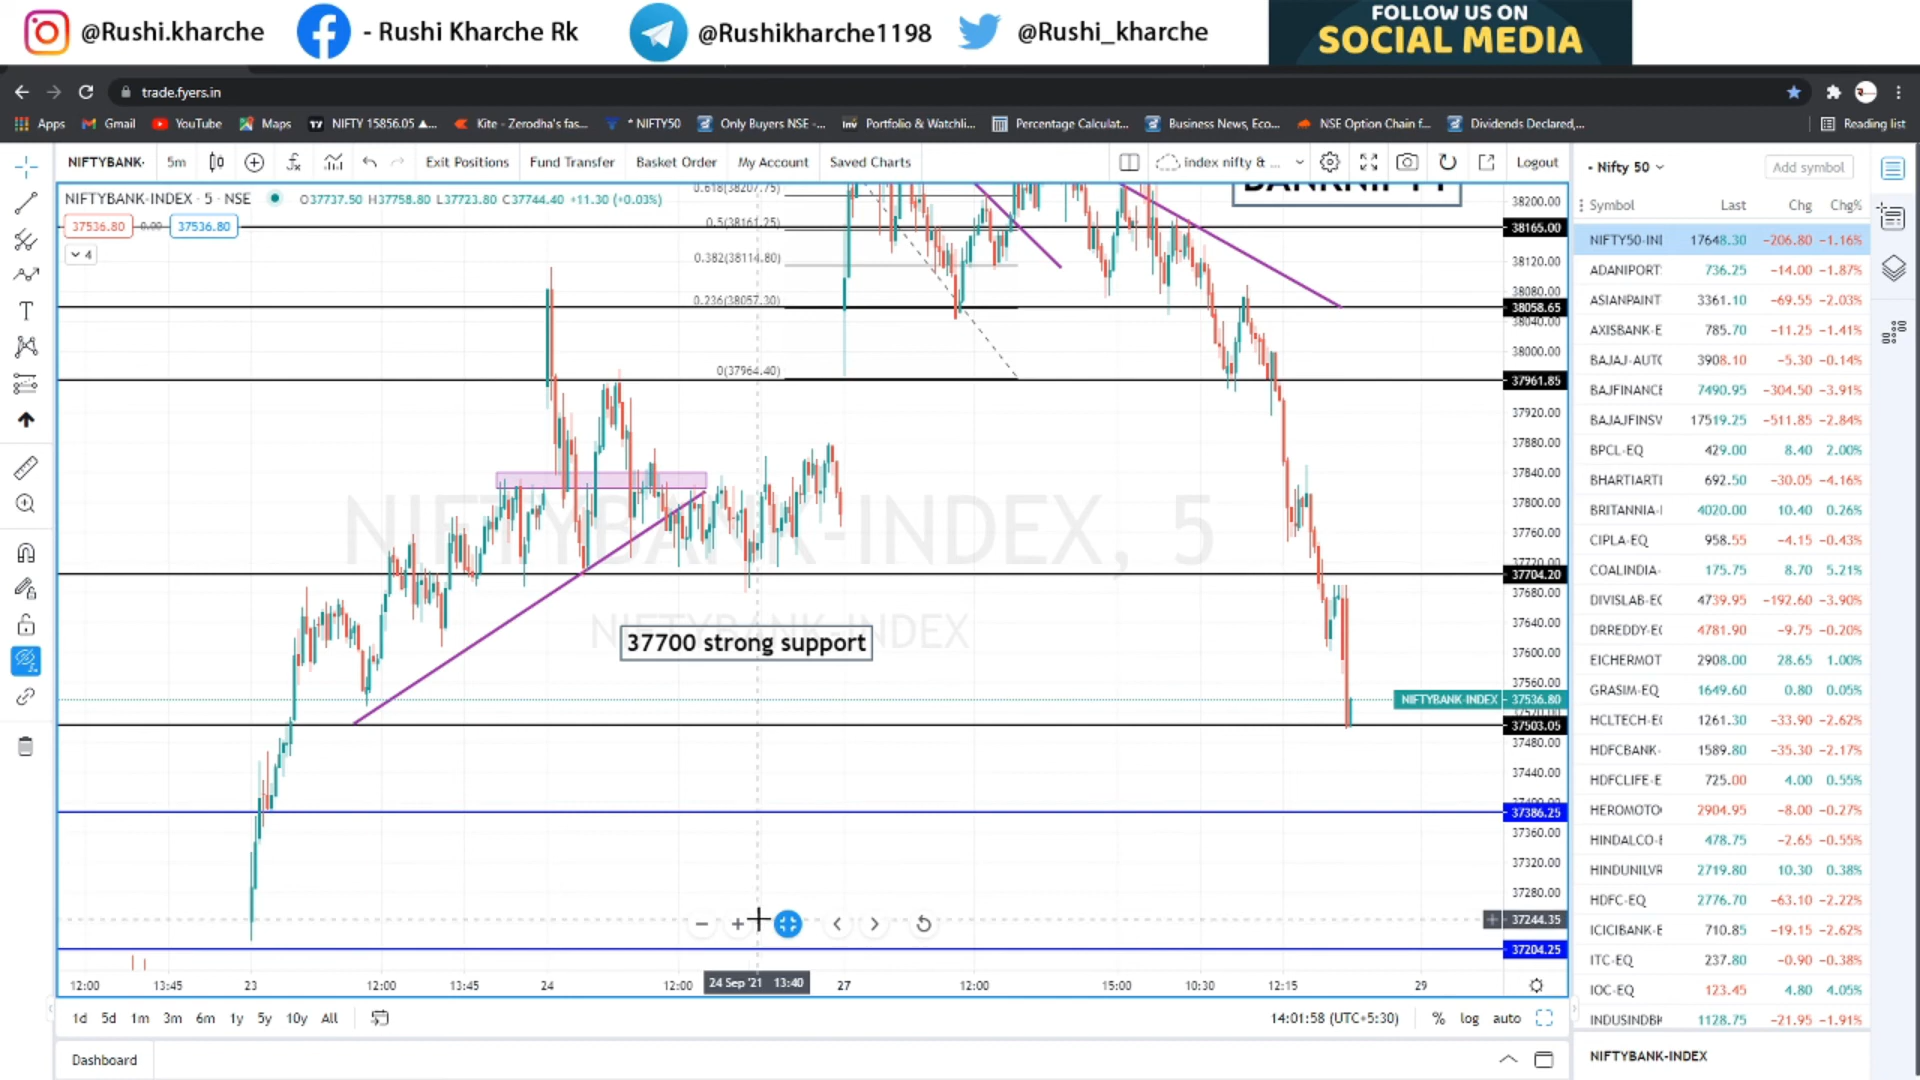 @Rushi.kharche - Rushi Kharche Rk @Rushikharche1198 @Rushi_kharche FOLLOW US ON
SOCIAL MEDIA
trade.fyers.in
Apps Gmail YouTube Maps NIFTY 15856.05 ▲... Kite - Zerodha's fas... * NIFTY50 Only Buyers NSE -... Portfolio & Watchli... Percentage Calculat... Business News, Eco... NSE Option Chain f... Dividends Declared,... Reading list
NIFTYBANK- 5m Exit Positions Fund Transfer Basket Order My Account Saved Charts index nifty & ... Logout
- Nifty 50 Add symbol
NIFTYBANK-INDEX · 5 · NSE O37737.50 H37758.80 L37723.80 C37744.40 +11.30 (+0.03%)
37536.80 0.00 37536.80
4
BANKNIFTY
0.618(38207.75)
0.5(38161.25)
0.382(38114.80)
0.236(38057.30)
0(37964.40)
NIFTYBANK-INDEX, 5
NIFTYBANK-INDEX
37700 strong support
38200.00
38165.00
38120.00
38080.00
38058.65
38040.00
38000.00
37961.85
37920.00
37880.00
37840.00
37800.00
37760.00
37720.00
37704.20
37680.00
37640.00
37600.00
37560.00
NIFTYBANK-INDEX 37536.80
37520.00
37503.05
37480.00
37440.00
37400.00
37386.25
37360.00
37320.00
37280.00
37244.35
37204.25
12:00 13:45 23 12:00 13:45 24 12:00 24 Sep '21 13:40 27 12:00 15:00 10:30 12:15 29
1d 5d 1m 3m 6m 1y 5y 10y All 14:01:58 (UTC+5:30) % log auto
Dashboard
Symbol Last Chg Chg%
NIFTY50-INI 17648.30 -206.80 -1.16%
ADANIPORT 736.25 -14.00 -1.87%
ASIANPAINT 3361.10 -69.55 -2.03%
AXISBANK-E 785.70 -11.25 -1.41%
BAJAJ-AUTO 3908.10 -5.30 -0.14%
BAJFINANCE 7490.95 -304.50 -3.91%
BAJAJFINSV 17519.25 -511.85 -2.84%
BPCL-EQ 429.00 8.40 2.00%
BHARTIARTI 692.50 -30.05 -4.16%
BRITANNIA-I 4020.00 10.40 0.26%
CIPLA-EQ 958.55 -4.15 -0.43%
COALINDIA- 175.75 8.70 5.21%
DIVISLAB-EC 4739.95 -192.60 -3.90%
DRREDDY-EC 4781.90 -9.75 -0.20%
EICHERMOT 2908.00 28.65 1.00%
GRASIM-EQ 1649.60 0.80 0.05%
HCLTECH-EC 1261.30 -33.90 -2.62%
HDFCBANK- 1589.80 -35.30 -2.17%
HDFCLIFE-E 725.00 4.00 0.55%
HEROMOTO 2904.95 -8.00 -0.27%
HINDALCO-E 478.75 -2.65 -0.55%
HINDUNILVR 2719.80 10.30 0.38%
HDFC-EQ 2776.70 -63.10 -2.22%
ICICIBANK-E 710.85 -19.15 -2.62%
ITC-EQ 237.80 -0.90 -0.38%
IOC-EQ 123.45 4.80 4.05%
INDUSINDBK 1128.75 -21.95 -1.91%
NIFTYBANK-INDEX